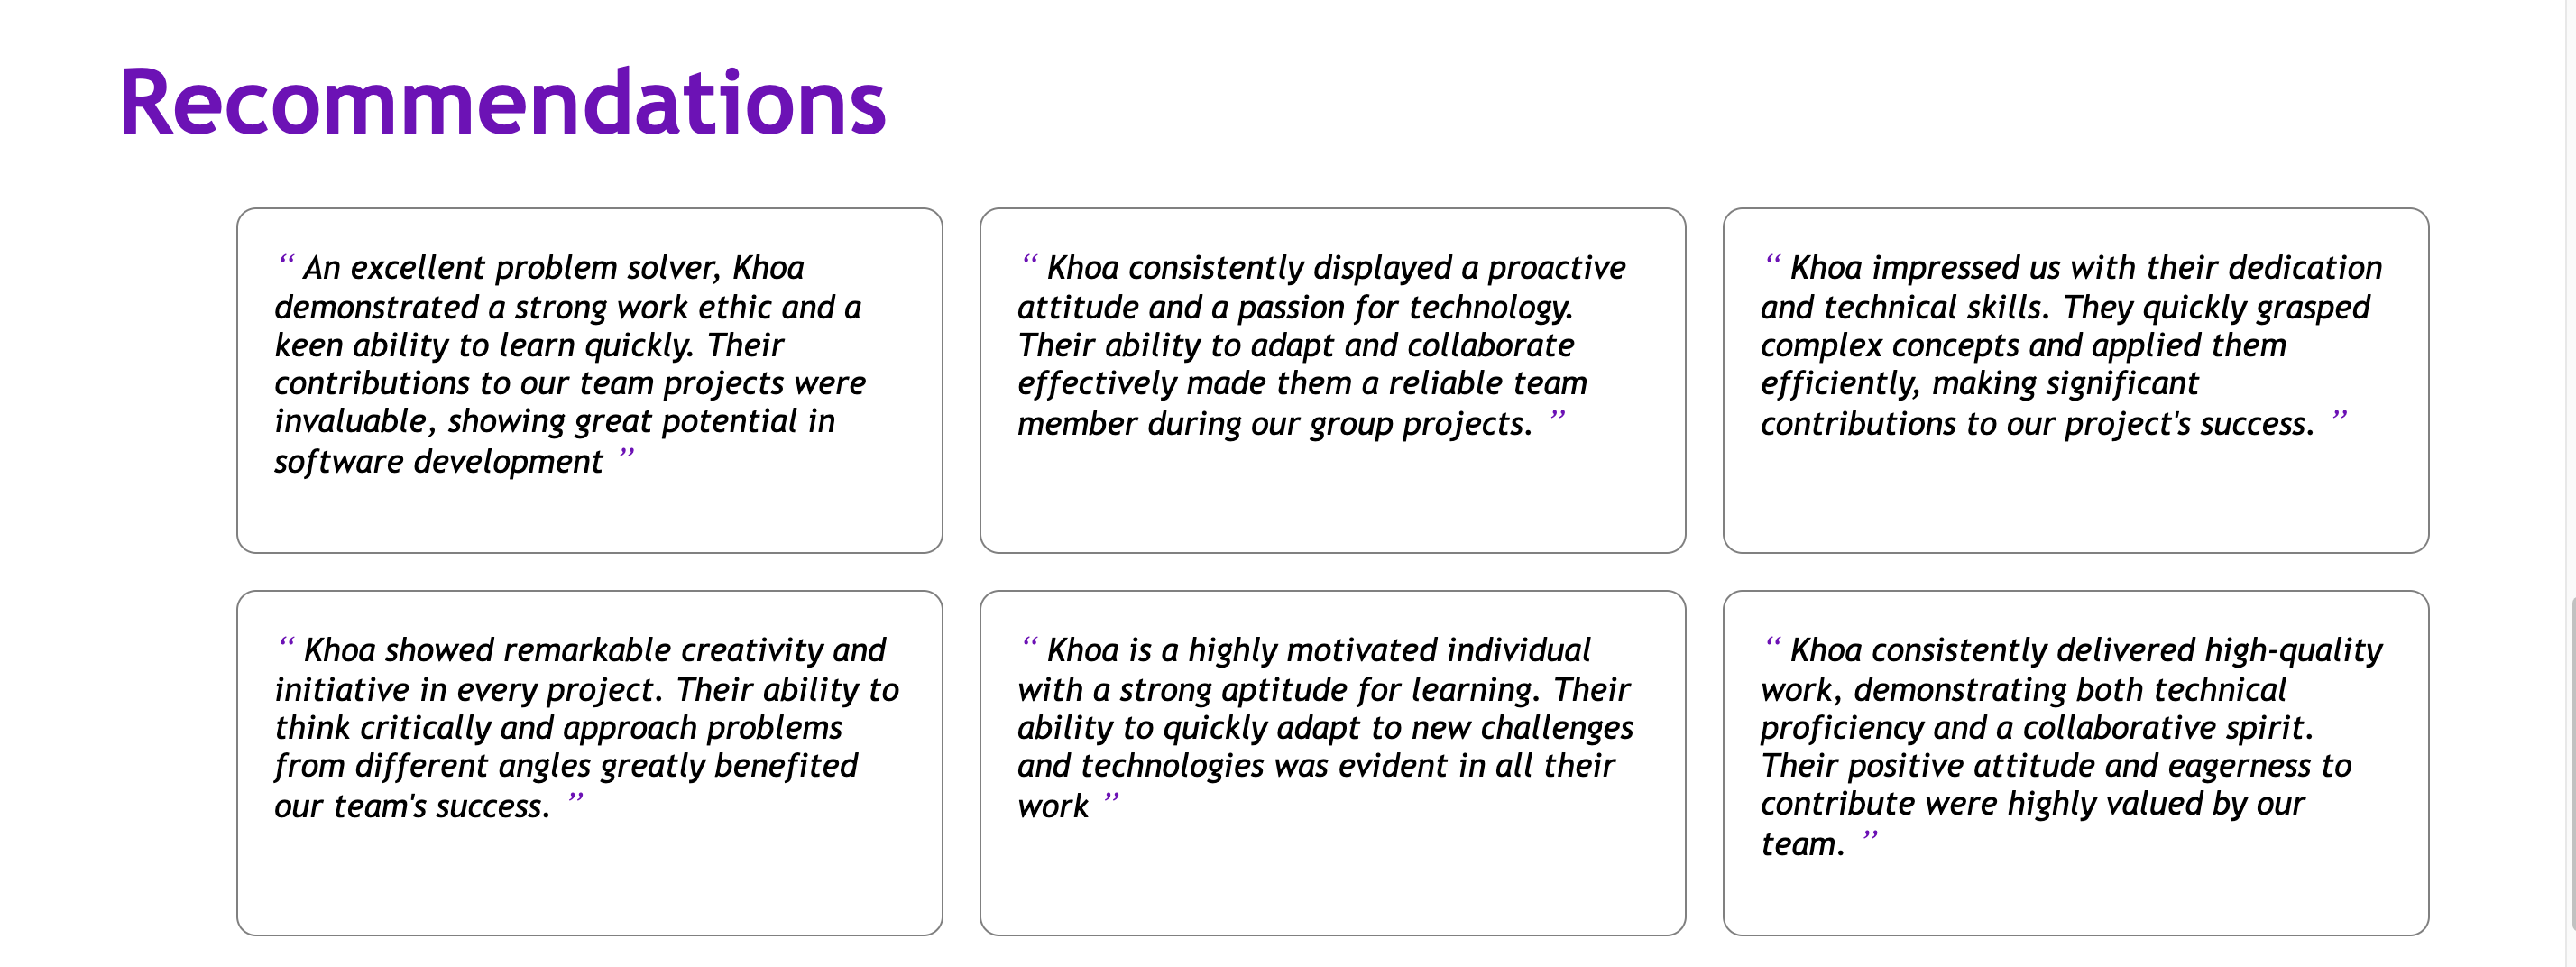 Recommendations
“ An excellent problem solver, Khoa
demonstrated a strong work ethic and a
keen ability to learn quickly. Their
contributions to our team projects were
invaluable, showing great potential in
software development ”
“ Khoa consistently displayed a proactive
attitude and a passion for technology.
Their ability to adapt and collaborate
effectively made them a reliable team
member during our group projects. ”
“ Khoa impressed us with their dedication
and technical skills. They quickly grasped
complex concepts and applied them
efficiently, making significant
contributions to our project's success. ”
“ Khoa showed remarkable creativity and
initiative in every project. Their ability to
think critically and approach problems
from different angles greatly benefited
our team's success. ”
“ Khoa is a highly motivated individual
with a strong aptitude for learning. Their
ability to quickly adapt to new challenges
and technologies was evident in all their
work ”
“ Khoa consistently delivered high-quality
work, demonstrating both technical
proficiency and a collaborative spirit.
Their positive attitude and eagerness to
contribute were highly valued by our
team. ”